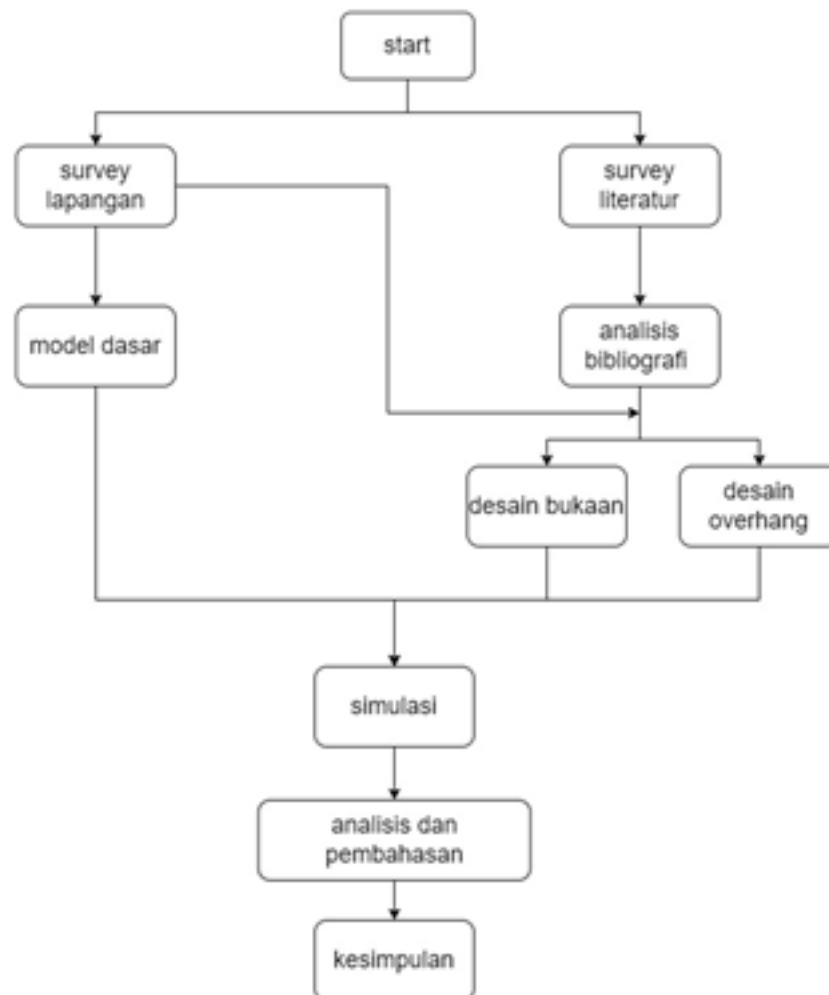 start
survey
lapangan
survey
literatur
model dasar
analisis
bibliografi
desain bukaan
desain
overhang
simulasi
analisis dan
pembahasan
kesimpulan